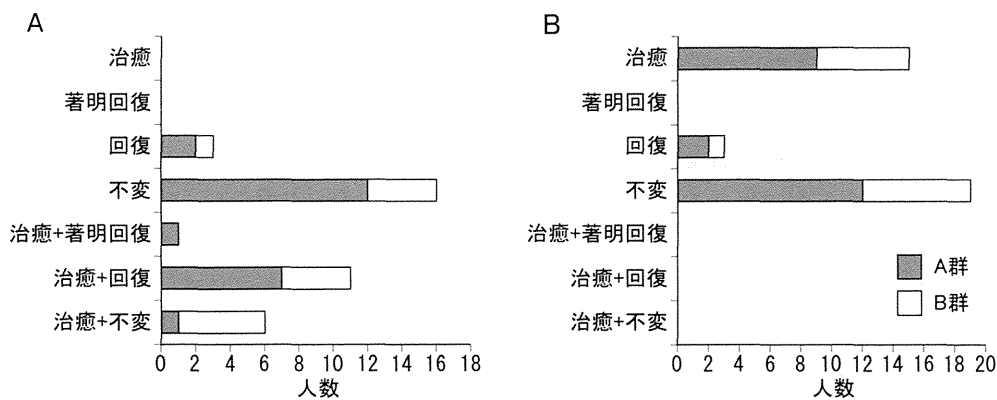 A
治癒
著明回復
回復
不変
治癒+著明回復
治癒+回復
治癒+不変
0 2 4 6 8 10 12 14 16 18
人数
B
治癒
著明回復
回復
不変
治癒+著明回復
治癒+回復
治癒+不変
A群
B群
0 2 4 6 8 10 12 14 16 18 20
人数